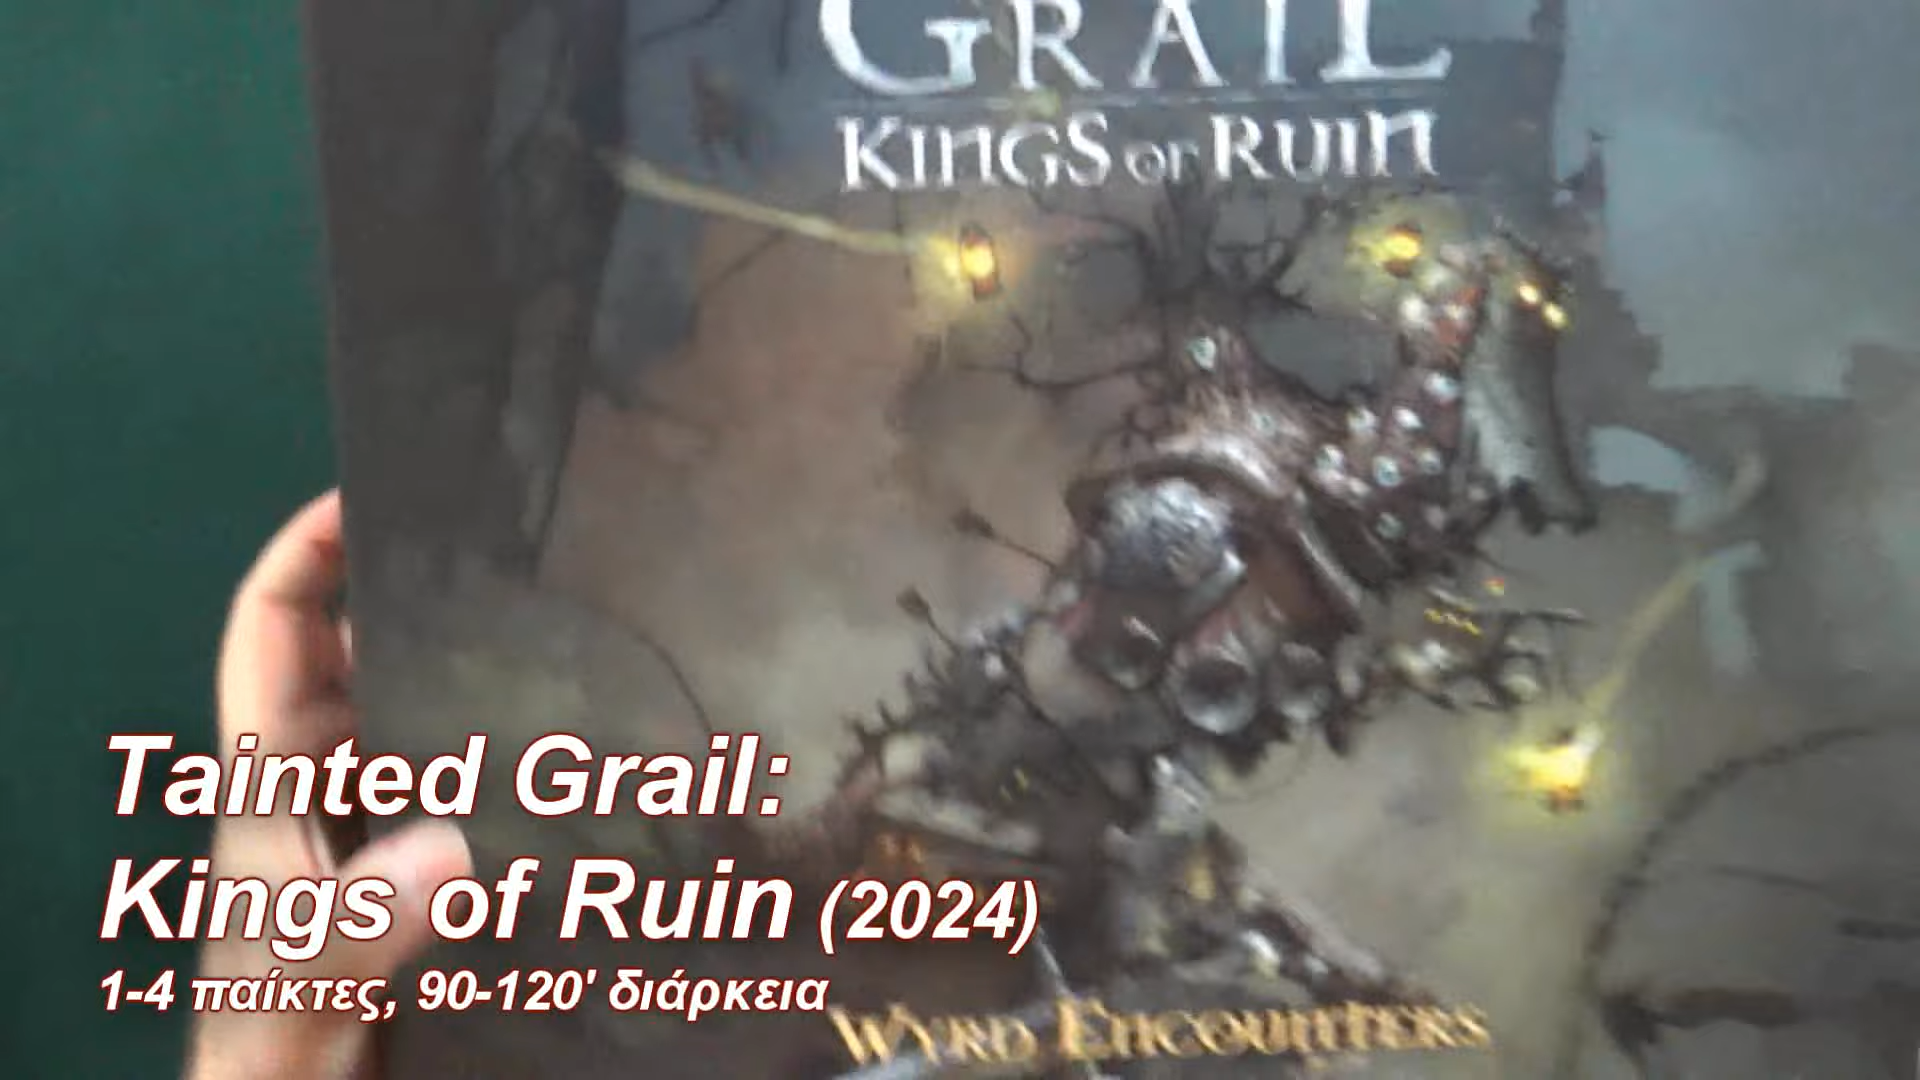 GRAIL
KINGS OF RUIN
Tainted Grail:
Kings of Ruin (2024)
1-4 παίκτες, 90-120' διάρκεια
WYRD ENCOUNTERS